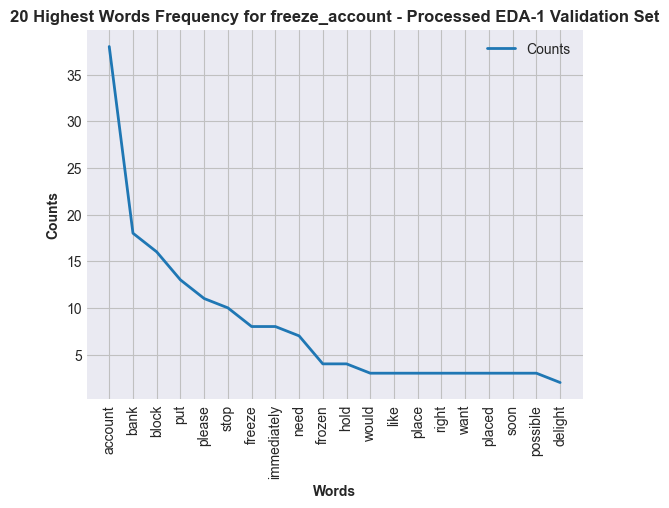 20 Highest Words Frequency for freeze_account - Processed EDA-1 Validation Set
Counts
35
30
25
20
15
10
5
Counts
account
bank
block
put
please
stop
freeze
immediately
need
frozen
hold
would
like
place
right
want
placed
soon
possible
delight
Words